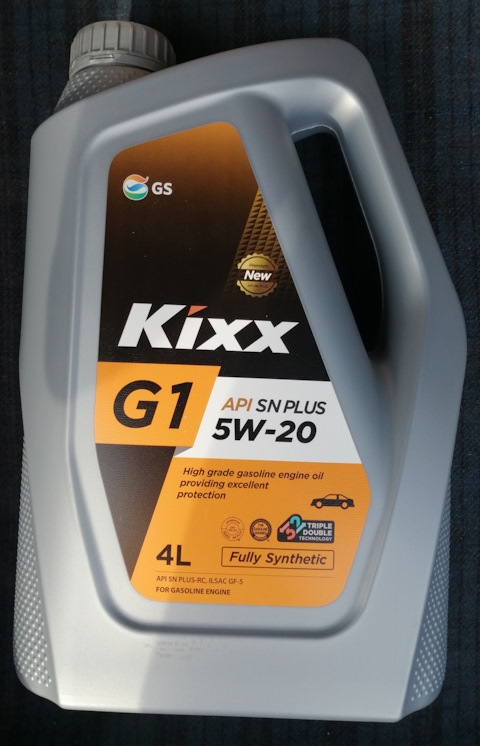 GS
New
Kixx
G1
API SN PLUS
5W-20
High grade gasoline engine oil
providing excellent
protection
TRIPLE
DOUBLE
TECHNOLOGY
4L
Fully Synthetic
API SN PLUS-RC, ILSAC GF-5
FOR GASOLINE ENGINE